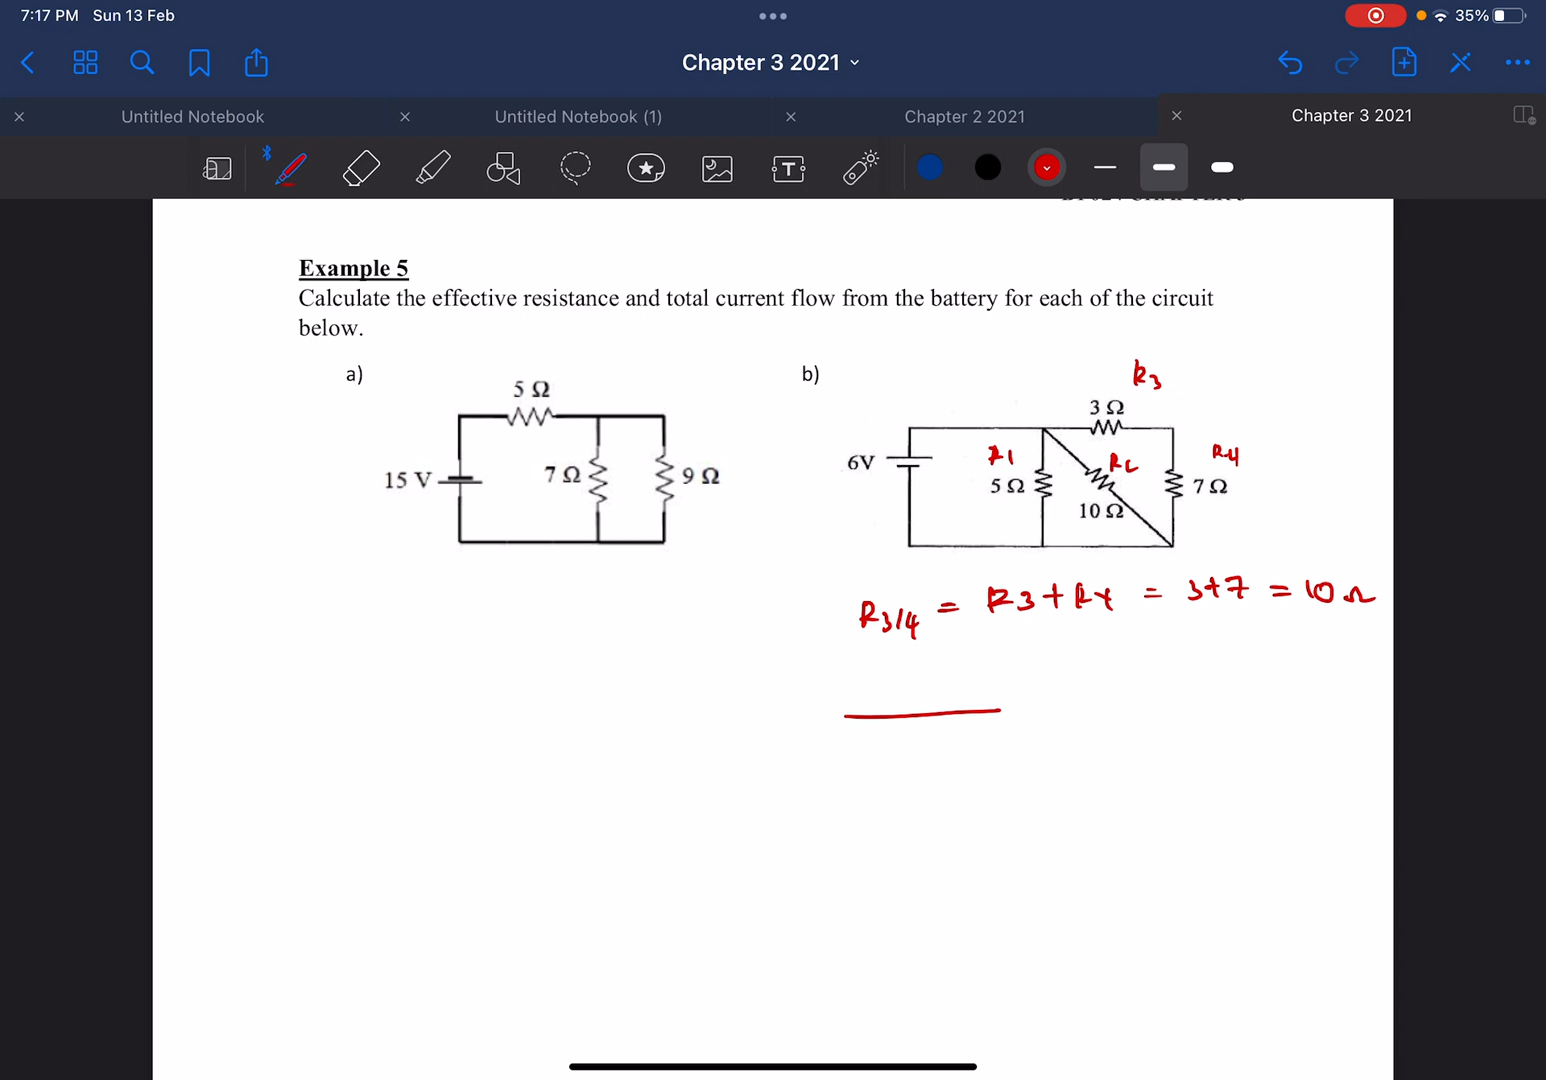 7:17 PM Sun 13 Feb
35%
Chapter 3 2021
Untitled Notebook
Untitled Notebook (1)
Chapter 2 2021
Chapter 3 2021
T
Example 5
Calculate the effective resistance and total current flow from the battery for each of the circuit
below.
a)
5 Ω
15 V
7 Ω
9 Ω
b)
R3
3 Ω
6V
R1
5 Ω
10 Ω
R4
7 Ω
R3/4 = R3+R4 = 3+7 = 10 Ω